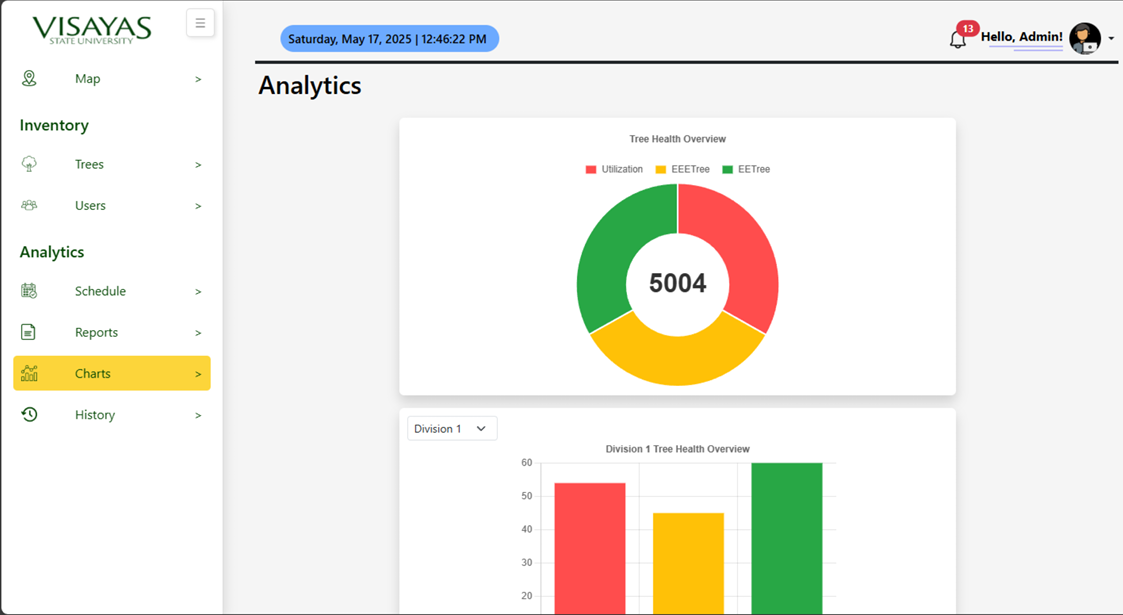 VISAYAS
STATE UNIVERSITY
☰
Map >
Inventory
Trees >
Users >
Analytics
Schedule >
Reports >
Charts >
History >
Saturday, May 17, 2025 | 12:46:22 PM
13
Hello, Admin!
Analytics
Tree Health Overview
Utilization EEETree EETree
5004
Division 1
Division 1 Tree Health Overview
60
50
40
30
20